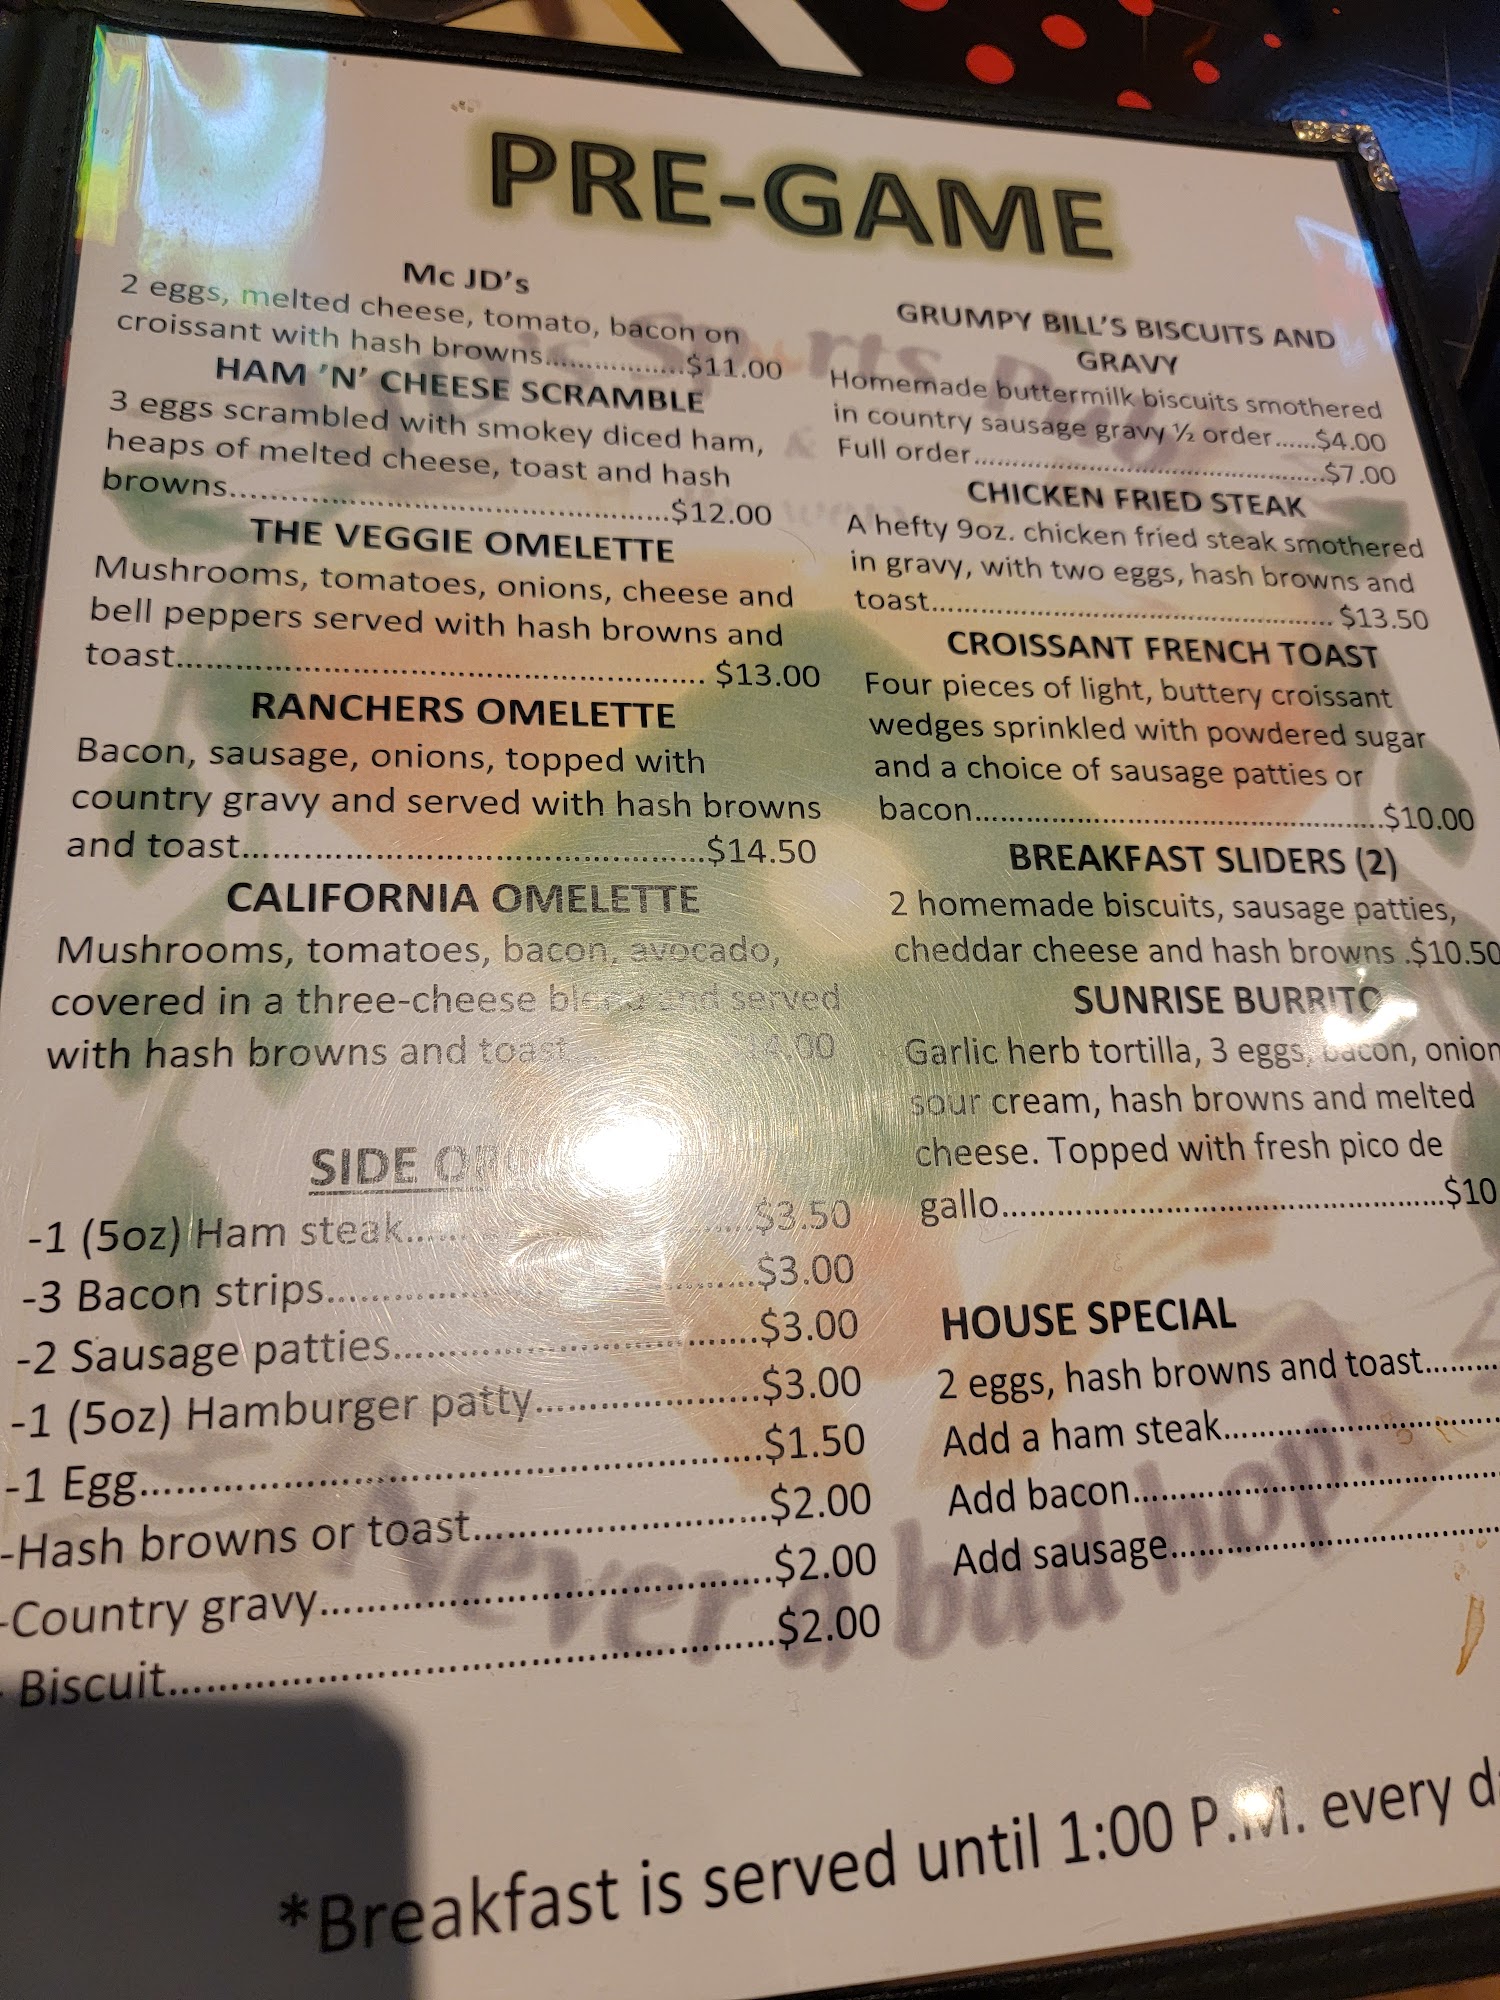 PRE-GAME
Mc JD's
2 eggs, melted cheese, tomato, bacon on
croissant with hash browns..................$11.00
HAM 'N' CHEESE SCRAMBLE
3 eggs scrambled with smokey diced ham,
heaps of melted cheese, toast and hash
browns..........................................$12.00
THE VEGGIE OMELETTE
Mushrooms, tomatoes, onions, cheese and
bell peppers served with hash browns and
toast.................................................. $13.00
RANCHERS OMELETTE
Bacon, sausage, onions, topped with
country gravy and served with hash browns
and toast............................................$14.50
CALIFORNIA OMELETTE
Mushrooms, tomatoes, bacon, avocado,
covered in a three-cheese blend and served
with hash browns and toast...
SIDE
-1 (5oz) Ham steak..............................$3.50
-3 Bacon strips....................................$3.00
-2 Sausage patties...............................$3.00
-1 (5oz) Hamburger patty...................$3.00
-1 Egg..................................................$1.50
-Hash browns or toast........................$2.00
-Country gravy....................................$2.00
- Biscuit................................................$2.00
GRUMPY BILL'S BISCUITS AND
GRAVY
Homemade buttermilk biscuits smothered
in country sausage gravy ½ order......$4.00
Full order..........................................$7.00
CHICKEN FRIED STEAK
A hefty 9oz. chicken fried steak smothered
in gravy, with two eggs, hash browns and
toast................................................ $13.50
CROISSANT FRENCH TOAST
Four pieces of light, buttery croissant
wedges sprinkled with powdered sugar
and a choice of sausage patties or
bacon................................................$10.00
BREAKFAST SLIDERS (2)
2 homemade biscuits, sausage patties,
cheddar cheese and hash browns .$10.50
SUNRISE BURRITO
Garlic herb tortilla, 3 eggs, bacon, onion
sour cream, hash browns and melted
cheese. Topped with fresh pico de
gallo..................................................$10
HOUSE SPECIAL
2 eggs, hash browns and toast.........
Add a ham steak................................
Add bacon..........................................
Add sausage.......................................
Never a bad hop!
*Breakfast is served until 1:00 P.M. every